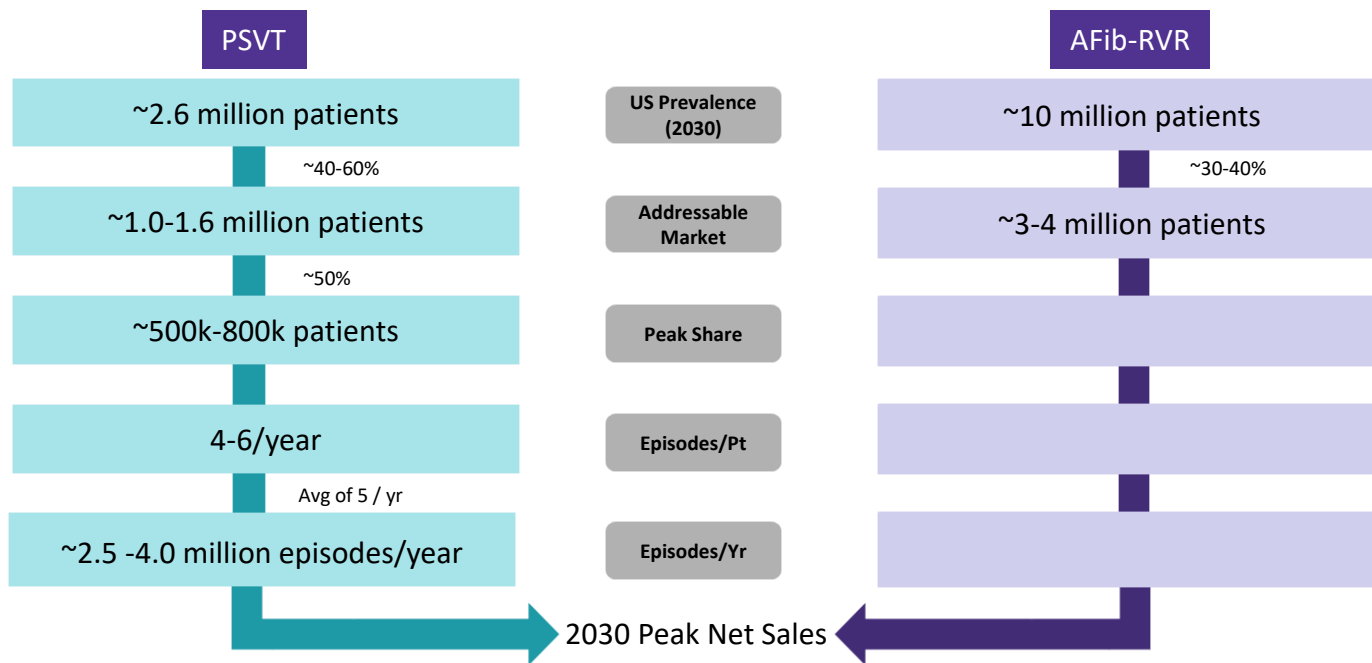 PSVT
AFib-RVR
~2.6 million patients
US Prevalence
(2030)
~10 million patients
~40-60%
~30-40%
~1.0-1.6 million patients
Addressable
Market
~3-4 million patients
~50%
~500k-800k patients
Peak Share
4-6/year
Episodes/Pt
Avg of 5 / yr
~2.5 -4.0 million episodes/year
Episodes/Yr
2030 Peak Net Sales